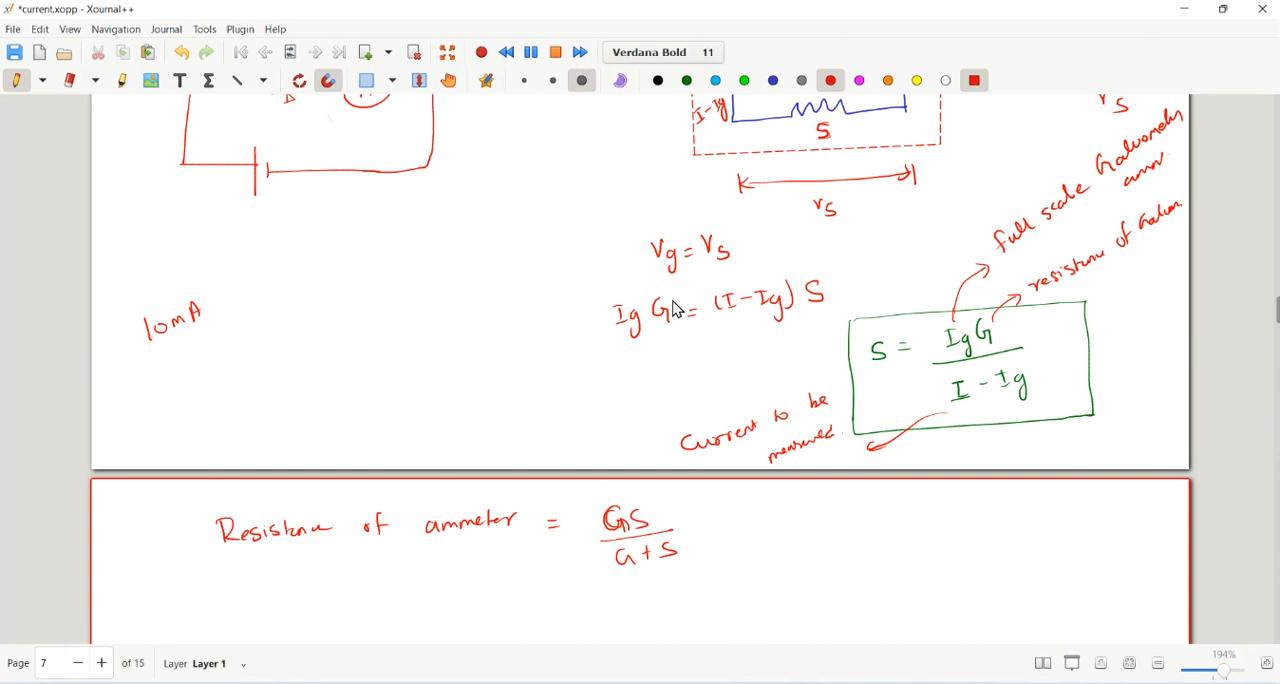 *current.xopp - Xournal++
File Edit View Navigation Journal Tools Plugin Help
Verdana Bold 11
I-Ig
S
VS
VS
full scale Galvometer
resistance of Galvan.
Vg = VS
Ig G = (I-Ig) S
10mA
S = IgG
I - Ig
Current to be
measured.
Resistance of ammeter = GS
G+S
Page 7 of 15 Layer Layer 1
194%